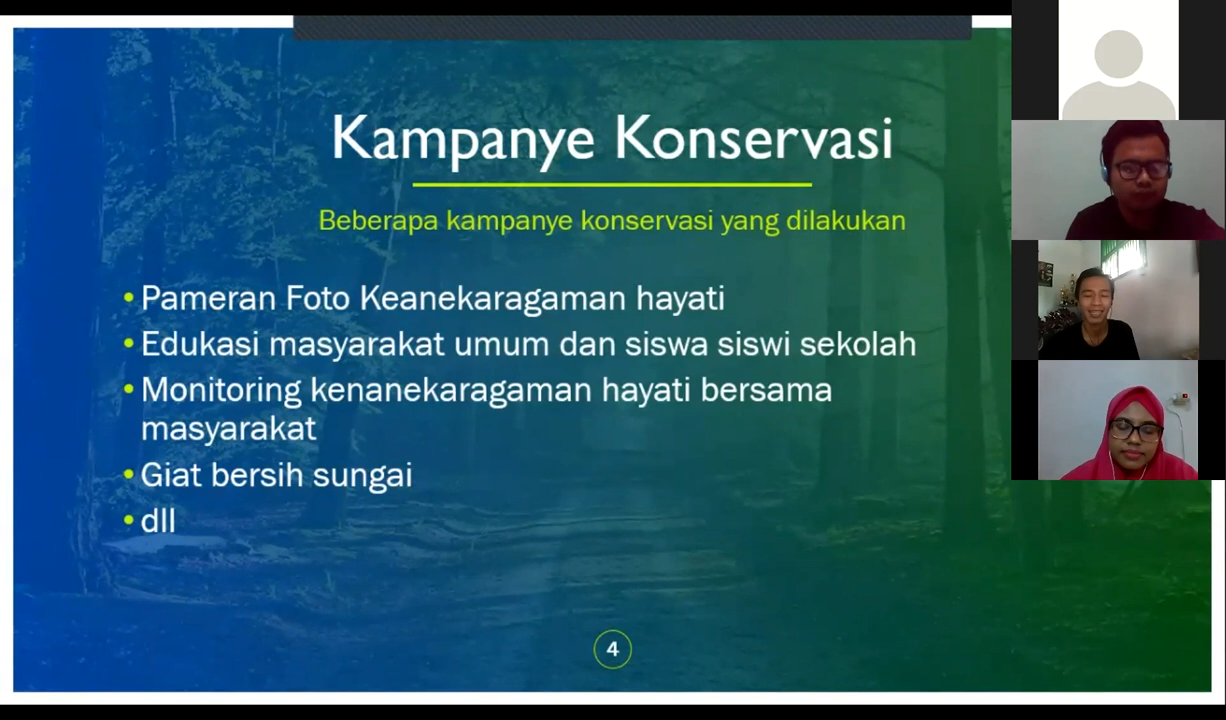 Kampanye Konservasi
Beberapa kampanye konservasi yang dilakukan
• Pameran Foto Keanekaragaman hayati
• Edukasi masyarakat umum dan siswa siswi sekolah
• Monitoring kenanekaragaman hayati bersama
masyarakat
• Giat bersih sungai
• dll
4